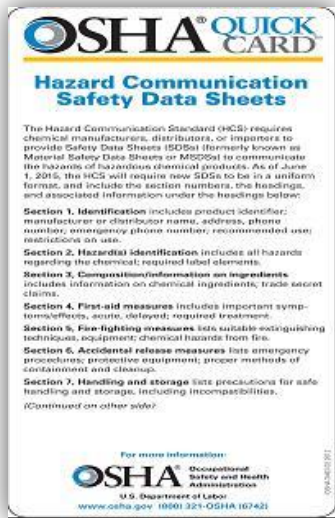 OSHA® QUICK
CARD™
Hazard Communication
Safety Data Sheets
The Hazard Communication Standard (HCS) requires
chemical manufacturers, distributors, or importers to
provide Safety Data Sheets (SDSs) (formerly known as
Material Safety Data Sheets or MSDSs) to communicate
the hazards of hazardous chemical products. As of June
1, 2015, the HCS will require new SDSs to be in a uniform
format, and include the section numbers, the headings,
and associated information under the headings below:
Section 1, Identification includes product identifier;
manufacturer or distributor name, address, phone
number; emergency phone number; recommended use;
restrictions on use.
Section 2, Hazard(s) identification includes all hazards
regarding the chemical; required label elements.
Section 3, Composition/information on ingredients
includes information on chemical ingredients; trade secret
claims.
Section 4, First-aid measures includes important symp-
toms/effects, acute, delayed; required treatment.
Section 5, Fire-fighting measures lists suitable extinguishing
techniques, equipment; chemical hazards from fire.
Section 6, Accidental release measures lists emergency
procedures; protective equipment; proper methods of
containment and cleanup.
Section 7, Handling and storage lists precautions for safe
handling and storage, including incompatibilities.
(Continued on other side)
For more information:
OSHA® Occupational
Safety and Health
Administration
U.S. Department of Labor
www.osha.gov (800) 321-OSHA (6742)